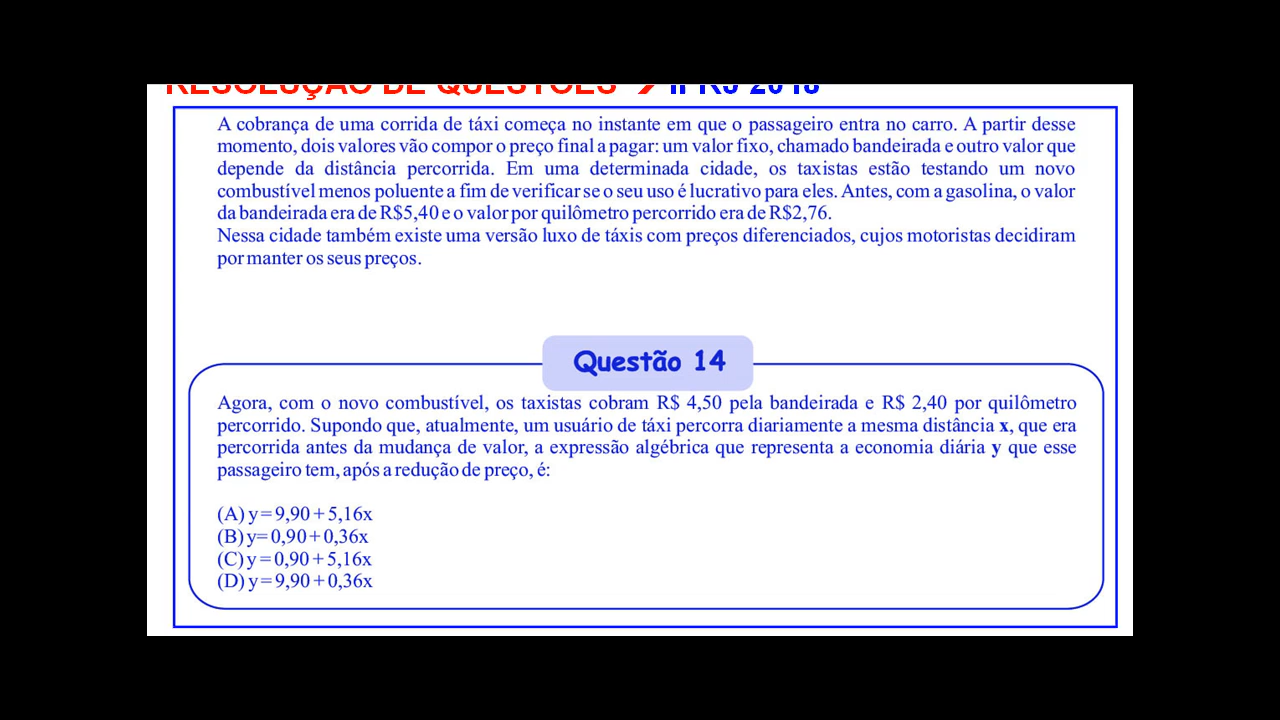 RESOLUÇÃO DE QUESTÕES → IFRJ 2018
A cobrança de uma corrida de táxi começa no instante em que o passageiro entra no carro. A partir desse
momento, dois valores vão compor o preço final a pagar: um valor fixo, chamado bandeirada e outro valor que
depende da distância percorrida. Em uma determinada cidade, os taxistas estão testando um novo
combustível menos poluente a fim de verificar se o seu uso é lucrativo para eles. Antes, com a gasolina, o valor
da bandeirada era de R$5,40 e o valor por quilômetro percorrido era de R$2,76.
Nessa cidade também existe uma versão luxo de táxis com preços diferenciados, cujos motoristas decidiram
por manter os seus preços.
Questão 14
Agora, com o novo combustível, os taxistas cobram R$ 4,50 pela bandeirada e R$ 2,40 por quilômetro
percorrido. Supondo que, atualmente, um usuário de táxi percorra diariamente a mesma distância x, que era
percorrida antes da mudança de valor, a expressão algébrica que representa a economia diária y que esse
passageiro tem, após a redução de preço, é:
(A) y = 9,90 + 5,16x
(B) y= 0,90 + 0,36x
(C) y = 0,90 + 5,16x
(D) y = 9,90 + 0,36x